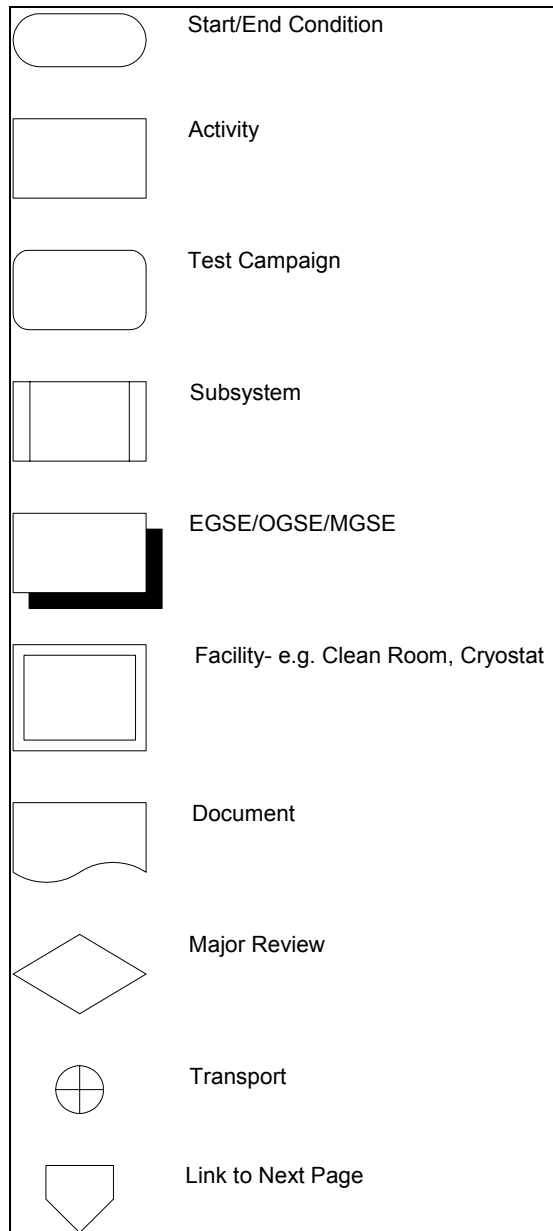 Start/End Condition
Activity
Test Campaign
Subsystem
EGSE/OGSE/MGSE
Facility- e.g. Clean Room, Cryostat
Document
Major Review
Transport
Link to Next Page